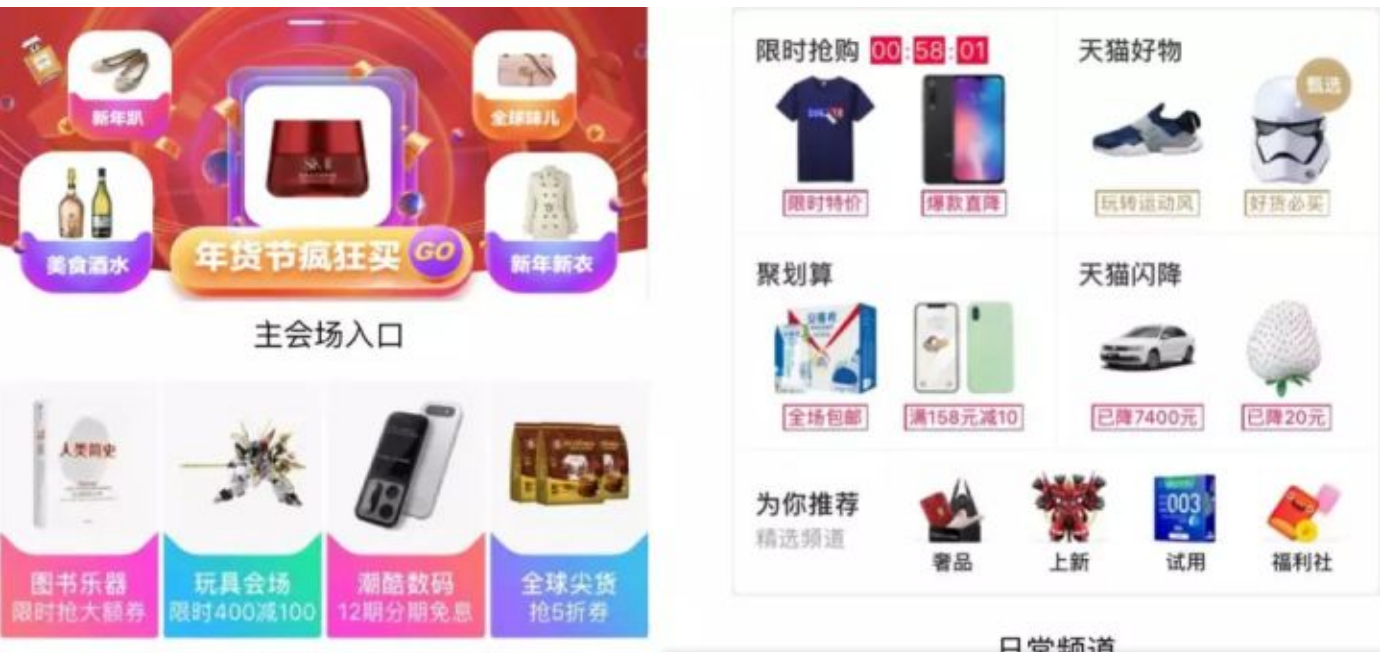 新年趴
全球味儿
SK-II
美食酒水
年货节疯狂买 GO
新年新衣
主会场入口
人类简史
图书乐器
限时抢大额券
玩具会场
限时400减100
潮酷数码
12期分期免息
全球尖货
抢5折券
限时抢购 00:58:01
天猫好物
甄选
限时特价
爆款直降
玩转运动风
好货必买
聚划算
天猫闪降
全场包邮
满158元减10
已降7400元
已降20元
为你推荐
精选频道
003
奢品
上新
试用
福利社
日常频道